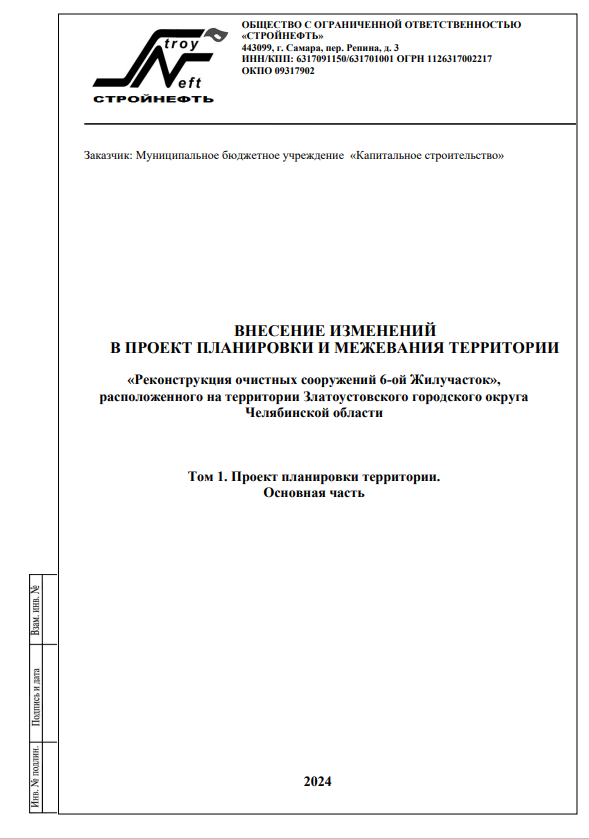 troy
eft
СТРОЙНЕФТЬ
ОБЩЕСТВО С ОГРАНИЧЕННОЙ ОТВЕТСТВЕННОСТЬЮ
«СТРОЙНЕФТЬ»
443099, г. Самара, пер. Репина, д. 3
ИНН/КПП: 6317091150/631701001 ОГРН 1126317002217
ОКПО 09317902
Заказчик: Муниципальное бюджетное учреждение «Капитальное строительство»
ВНЕСЕНИЕ ИЗМЕНЕНИЙ
В ПРОЕКТ ПЛАНИРОВКИ И МЕЖЕВАНИЯ ТЕРРИТОРИИ
«Реконструкция очистных сооружений 6-ой Жилучасток»,
расположенного на территории Златоустовского городского округа
Челябинской области
Том 1. Проект планировки территории.
Основная часть
Взам. инв. №
Подпись и дата
Инв. № подлин.
2024